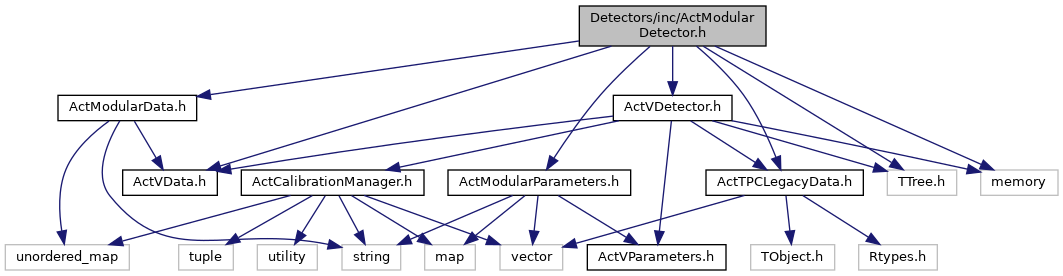 Detectors/inc/ActModular
Detector.h
ActModularData.h
ActVDetector.h
ActVData.h
ActCalibrationManager.h
ActModularParameters.h
ActTPCLegacyData.h
TTree.h
memory
unordered_map
tuple
utility
string
map
vector
ActVParameters.h
TObject.h
Rtypes.h